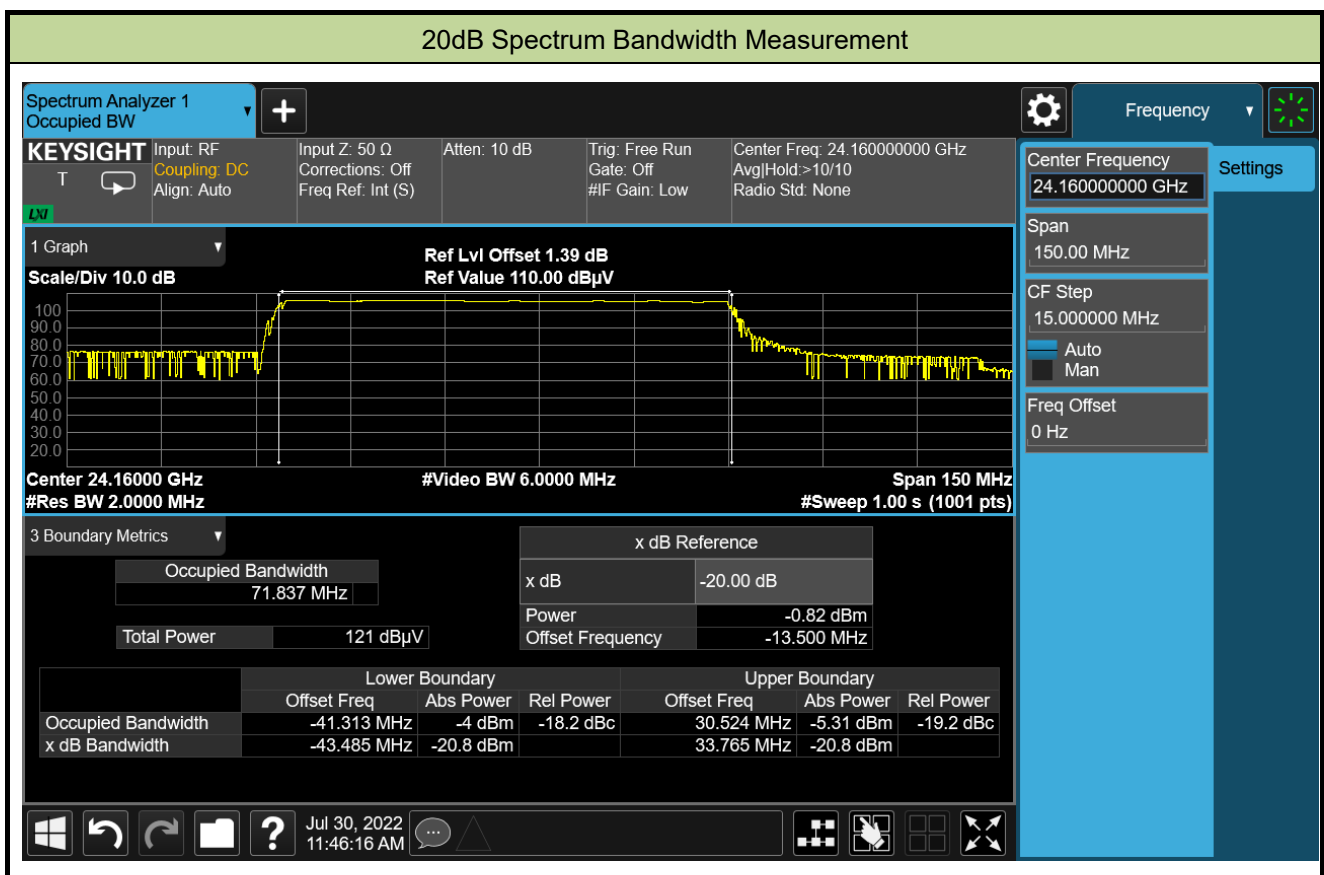 20dB Spectrum Bandwidth Measurement
Spectrum Analyzer 1
Occupied BW
+
Frequency
KEYSIGHT
T
LXI
Input: RF
Coupling: DC
Align: Auto
Input Z: 50 Ω
Corrections: Off
Freq Ref: Int (S)
Atten: 10 dB
Trig: Free Run
Gate: Off
#IF Gain: Low
Center Freq: 24.160000000 GHz
Avg|Hold:>10/10
Radio Std: None
Center Frequency
24.160000000 GHz
Settings
Span
150.00 MHz
CF Step
15.000000 MHz
Auto
Man
Freq Offset
0 Hz
1 Graph
Scale/Div 10.0 dB
Ref Lvl Offset 1.39 dB
Ref Value 110.00 dBµV
100
90.0
80.0
70.0
60.0
50.0
40.0
30.0
20.0
Center 24.16000 GHz
#Video BW 6.0000 MHz
Span 150 MHz
#Res BW 2.0000 MHz
#Sweep 1.00 s (1001 pts)
3 Boundary Metrics
Occupied Bandwidth
71.837 MHz
Total Power 121 dBµV
x dB Reference
x dB -20.00 dB
Power -0.82 dBm
Offset Frequency -13.500 MHz
Lower Boundary Upper Boundary
Offset Freq Abs Power Rel Power Offset Freq Abs Power Rel Power
Occupied Bandwidth -41.313 MHz -4 dBm -18.2 dBc 30.524 MHz -5.31 dBm -19.2 dBc
x dB Bandwidth -43.485 MHz -20.8 dBm 33.765 MHz -20.8 dBm
?
Jul 30, 2022
11:46:16 AM